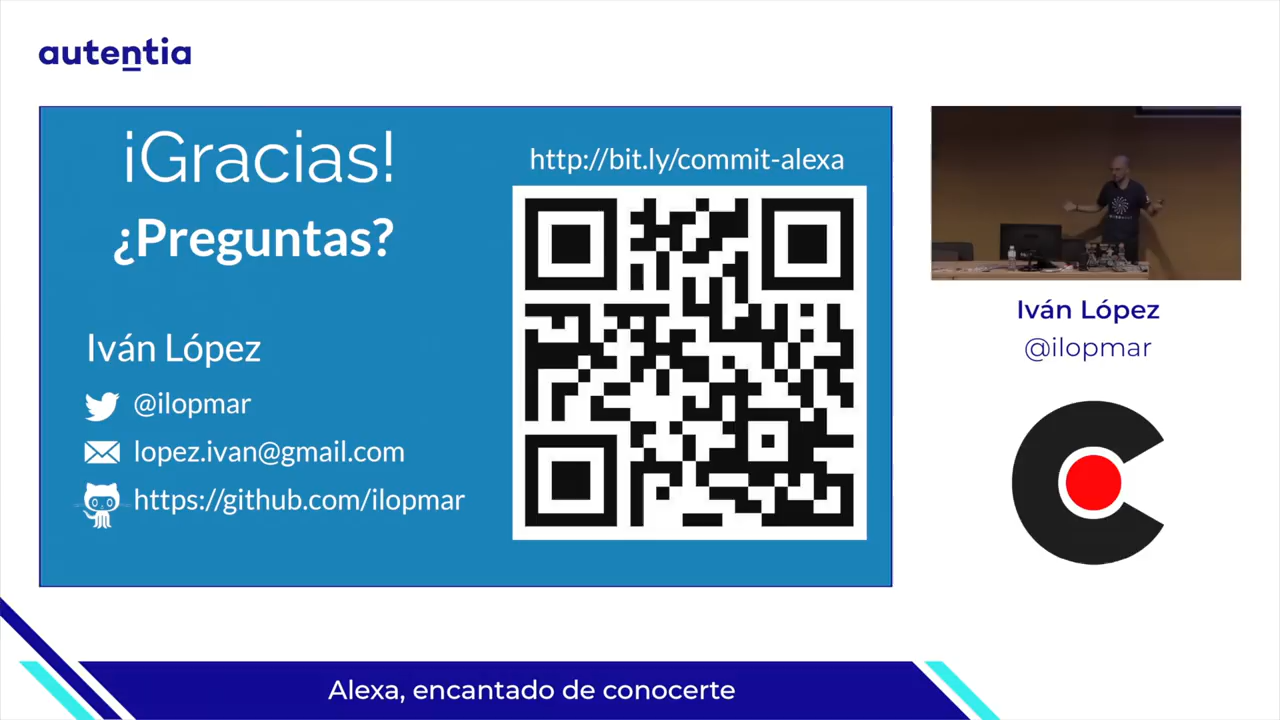 autentia
¡Gracias!
¿Preguntas?
Iván López
@ilopmar
lopez.ivan@gmail.com
https://github.com/ilopmar
http://bit.ly/commit-alexa
Iván López
@ilopmar
Alexa, encantado de conocerte